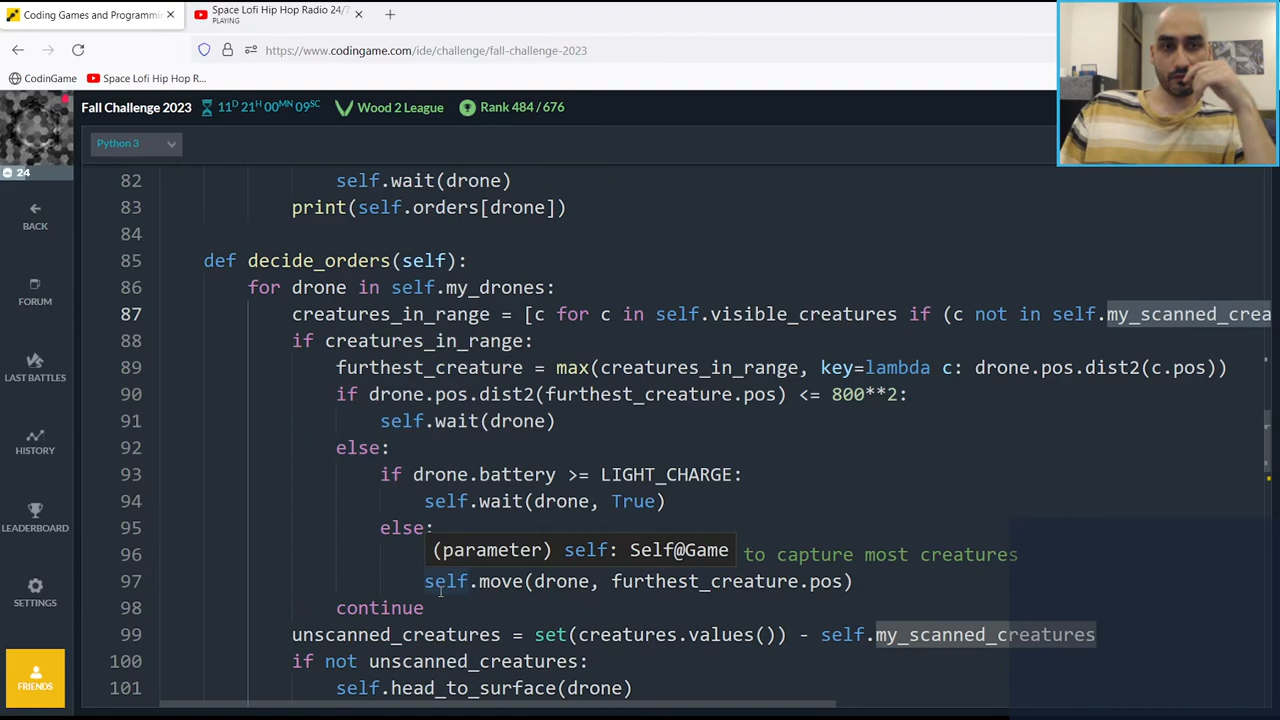 Coding Games and Programmi
Space Lofi Hip Hop Radio 24/7
PLAYING
https://www.codingame.com/ide/challenge/fall-challenge-2023
CodinGame
Space Lofi Hip Hop R...
Fall Challenge 2023
11D 21H 00MN 09SC
Wood 2 League
Rank 484 / 676
Python 3
24
BACK
FORUM
LAST BATTLES
HISTORY
LEADERBOARD
SETTINGS
FRIENDS
82 self.wait(drone)
83 print(self.orders[drone])
84
85 def decide_orders(self):
86 for drone in self.my_drones:
87 creatures_in_range = [c for c in self.visible_creatures if (c not in self.my_scanned_crea
88 if creatures_in_range:
89 furthest_creature = max(creatures_in_range, key=lambda c: drone.pos.dist2(c.pos))
90 if drone.pos.dist2(furthest_creature.pos) <= 800**2:
91 self.wait(drone)
92 else:
93 if drone.battery >= LIGHT_CHARGE:
94 self.wait(drone, True)
95 else:
(parameter) self: Self@Game
96 to capture most creatures
97 self.move(drone, furthest_creature.pos)
98 continue
99 unscanned_creatures = set(creatures.values()) - self.my_scanned_creatures
100 if not unscanned_creatures:
101 self.head_to_surface(drone)